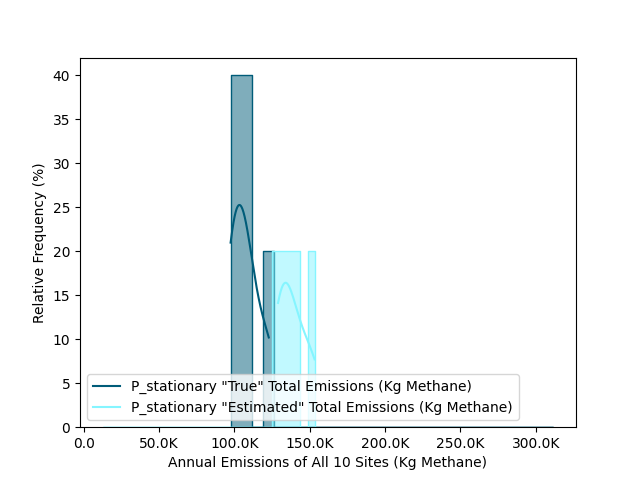 40
35
30
25
20
15
10
5
0
Relative Frequency (%)
P_stationary "True" Total Emissions (Kg Methane)
P_stationary "Estimated" Total Emissions (Kg Methane)
0.0 50.0K 100.0K 150.0K 200.0K 250.0K 300.0K
Annual Emissions of All 10 Sites (Kg Methane)